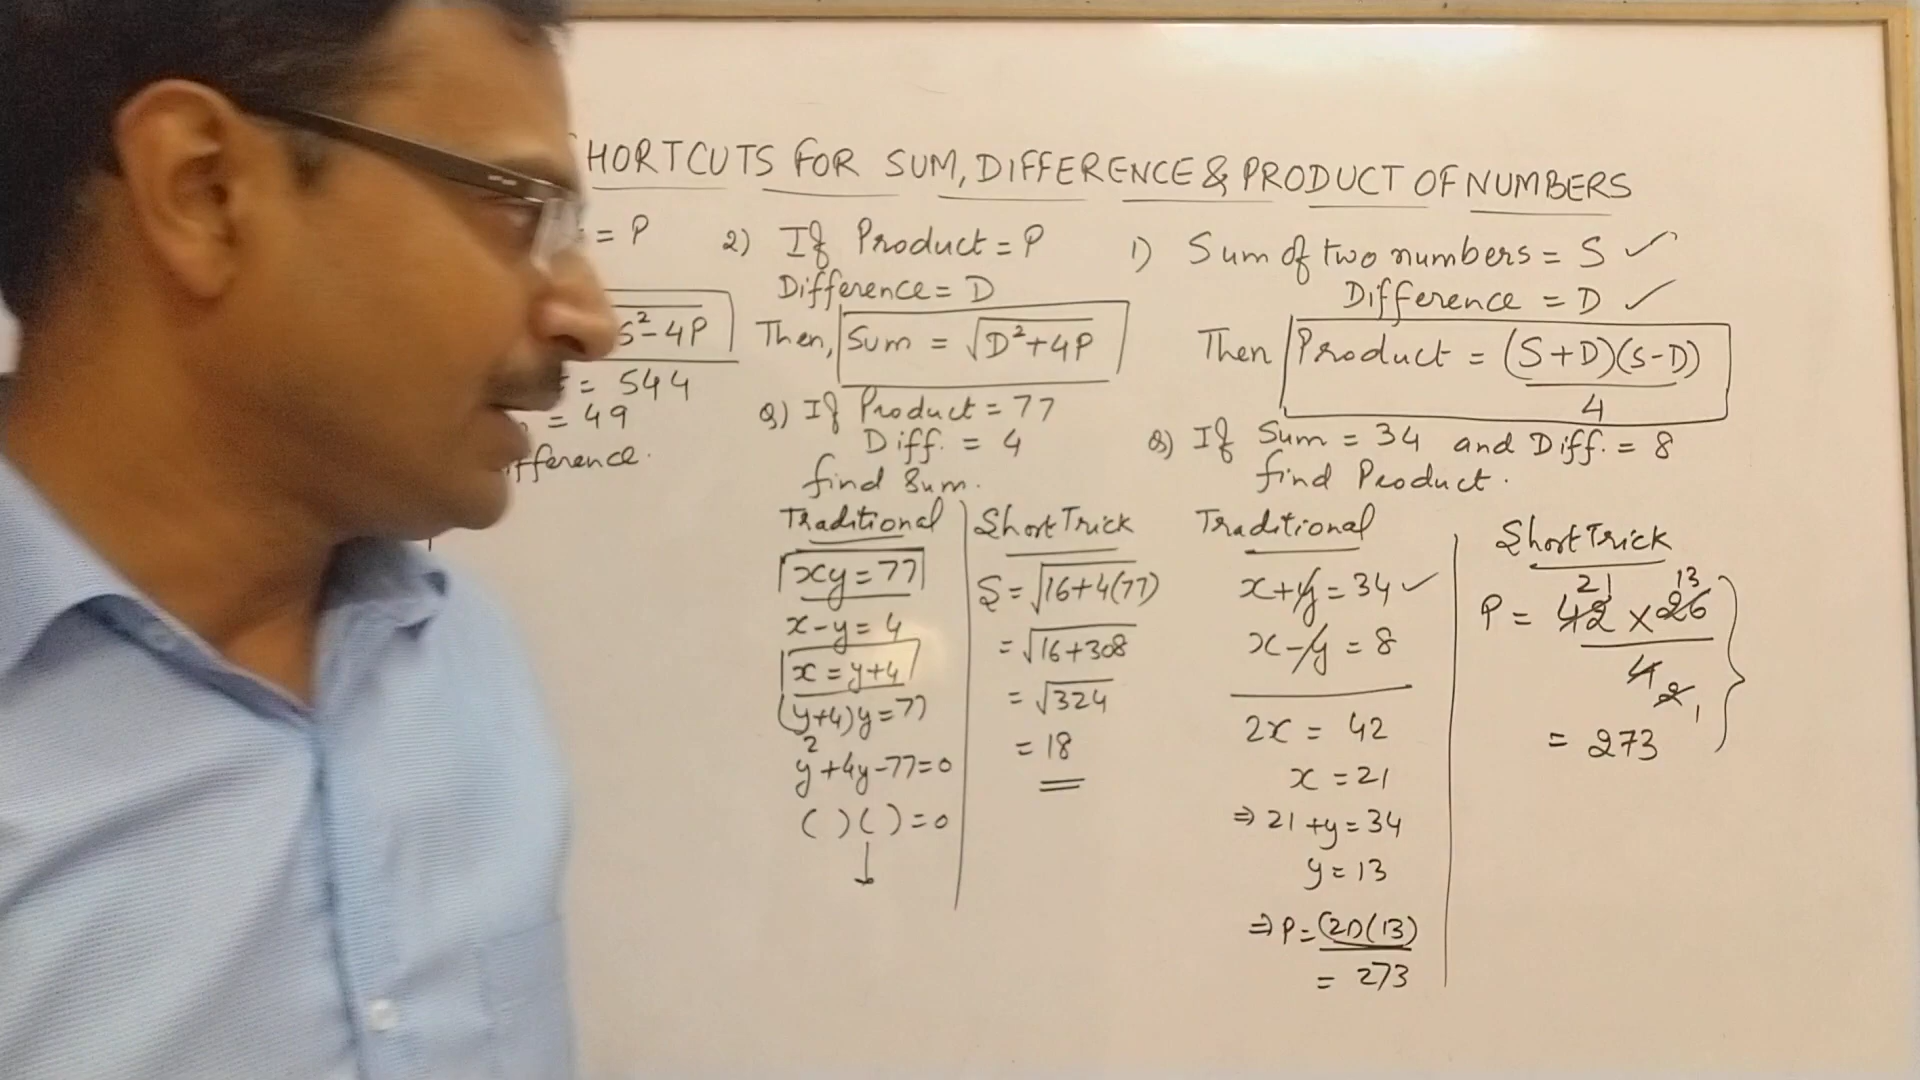 HORTCUTS FOR SUM, DIFFERENCE & PRODUCT OF NUMBERS
= P
S²-4P
= 544
= 49
fference.
2) If Product = P
Difference = D
Then, Sum = √D²+4P
Q) If Product = 77
Diff. = 4
find Sum.
Traditional
xy = 77
x-y = 4
x = y+4
(y+4)y = 77
y²+4y-77=0
( )( )=0
↓
Short Trick
S = √16+4(77)
= √16+308
= √324
= 18
1) Sum of two numbers = S ✓
Difference = D ✓
Then Product = (S+D)(S-D)
4
Q) If Sum = 34 and Diff. = 8
find Product.
Traditional
x+y = 34 ✓
x-y = 8
2x = 42
x = 21
⇒ 21+y = 34
y = 13
⇒ P = (21)(13)
= 273
Short Trick
21 13
P = 42 x 26
4 2 1
= 273